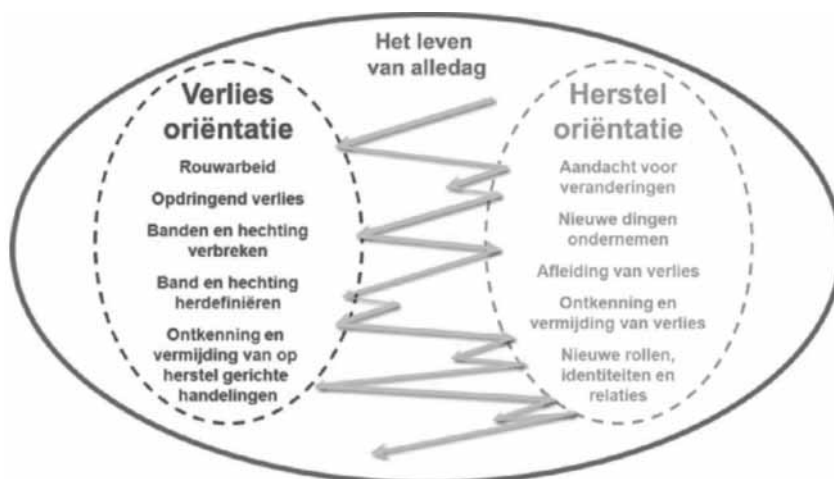 Het leven
van alledag
Verlies
oriëntatie
Rouwarbeid
Opdringend verlies
Banden en hechting
verbreken
Band en hechting
herdefiniëren
Ontkenning en
vermijding van op
herstel gerichte
handelingen
Herstel
oriëntatie
Aandacht voor
veranderingen
Nieuwe dingen
ondernemen
Afleiding van verlies
Ontkenning en
vermijding van verlies
Nieuwe rollen,
identiteiten en
relaties